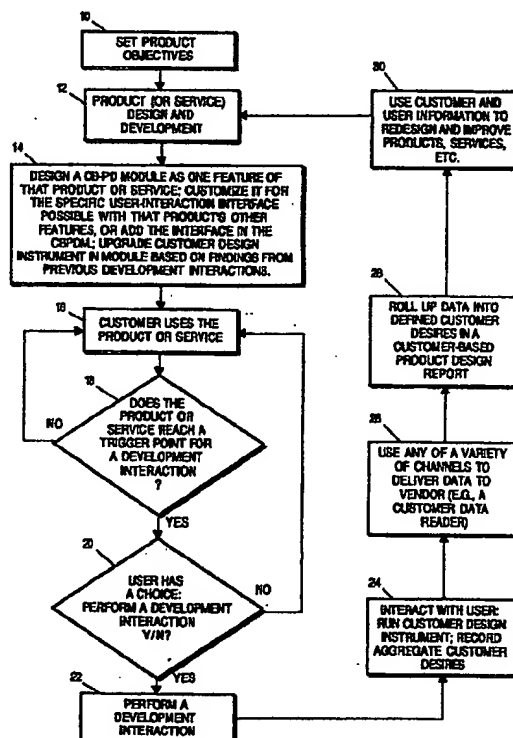 10
SET PRODUCT
OBJECTIVES
12
PRODUCT (OR SERVICE)
DESIGN AND
DEVELOPMENT
14
DESIGN A CB-PD MODULE AS ONE FEATURE OF
THAT PRODUCT OR SERVICE; CUSTOMIZE IT FOR
THE SPECIFIC USER-INTERACTION INTERFACE
POSSIBLE WITH THAT PRODUCT'S OTHER
FEATURES, OR ADD THE INTERFACE IN THE
CBPDM; UPGRADE CUSTOMER DESIGN
INSTRUMENT IN MODULE BASED ON FINDINGS FROM
PREVIOUS DEVELOPMENT INTERACTIONS.
CUSTOMER USES THE
PRODUCT OR SERVICE
18
DOES THE
PRODUCT OR
SERVICE REACH A
TRIGGER POINT FOR
A DEVELOPMENT
INTERACTION
?
NO
YES
20
USER HAS
A CHOICE:
PERFORM A DEVELOPMENT
INTERACTION
Y/N?
NO
YES
22
PERFORM A
DEVELOPMENT
INTERACTION
24
INTERACT WITH USER:
RUN CUSTOMER DESIGN
INSTRUMENT; RECORD
AGGREGATE CUSTOMER
DESIRES
26
USE ANY OF A VARIETY
OF CHANNELS TO
DELIVER DATA TO
VENDOR (E.G., A
CUSTOMER DATA
READER)
28
ROLL UP DATA INTO
DEFINED CUSTOMER
DESIRES IN A
CUSTOMER-BASED
PRODUCT DESIGN
REPORT
30
USE CUSTOMER AND
USER INFORMATION TO
REDESIGN AND IMPROVE
PRODUCTS, SERVICES,
ETC.